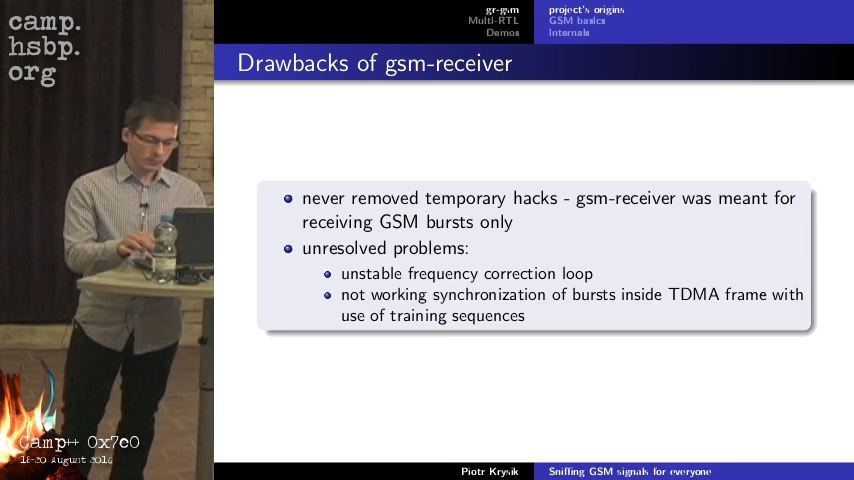 camp.
hsbp.
org
gr-gsm
Multi-RTL
Demos
project's origins
GSM basics
Internals
Drawbacks of gsm-receiver
never removed temporary hacks - gsm-receiver was meant for
receiving GSM bursts only
unresolved problems:
unstable frequency correction loop
not working synchronization of bursts inside TDMA frame with
use of training sequences
Camp++ 0x7e0
18-20 August 2016
Piotr Krysik
Sniffing GSM signals for everyone